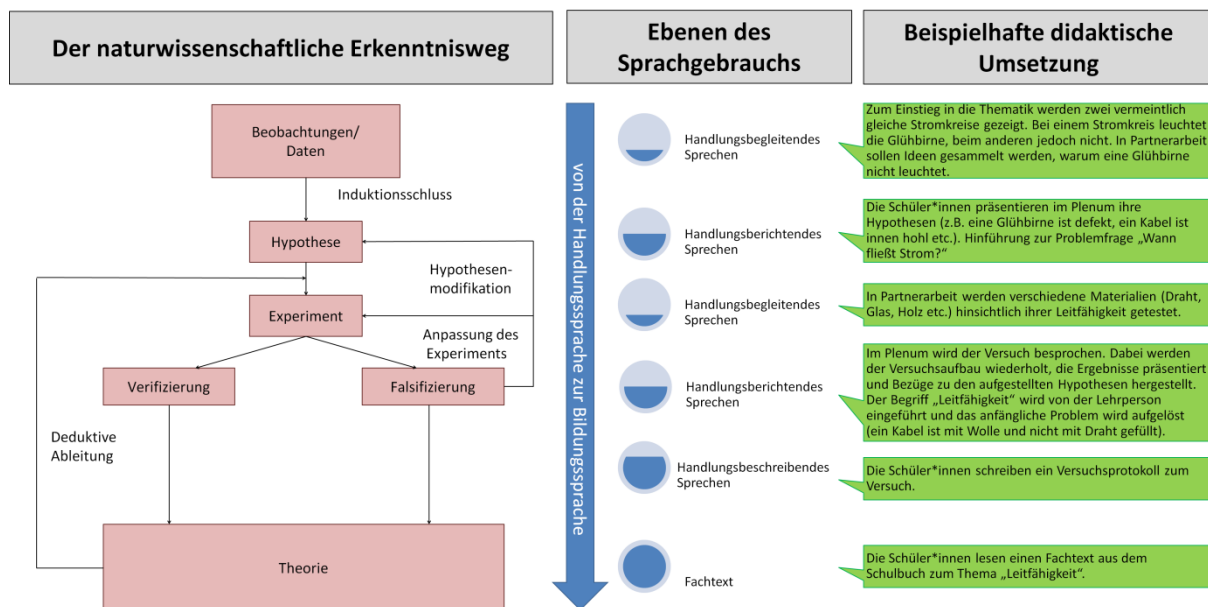 Der naturwissenschaftliche Erkenntnisweg
Beobachtungen/
Daten
Induktionsschluss
Hypothese
Hypothesen-
modifikation
Experiment
Anpassung des
Experiments
Verifizierung
Falsifizierung
Deduktive
Ableitung
Theorie
Ebenen des
Sprachgebrauchs
von der Handlungssprache zur Bildungssprache
Handlungsbegleitendes
Sprechen
Handlungsberichtendes
Sprechen
Handlungsbegleitendes
Sprechen
Handlungsberichtendes
Sprechen
Handlungsbeschreibendes
Sprechen
Fachtext
Beispielhafte didaktische
Umsetzung
Zum Einstieg in die Thematik werden zwei vermeintlich
gleiche Stromkreise gezeigt. Bei einem Stromkreis leuchtet
die Glühbirne, beim anderen jedoch nicht. In Partnerarbeit
sollen Ideen gesammelt werden, warum eine Glühbirne
nicht leuchtet.
Die Schüler*innen präsentieren im Plenum ihre
Hypothesen (z.B. eine Glühbirne ist defekt, ein Kabel ist
innen hohl etc.). Hinführung zur Problemfrage „Wann
fließt Strom?“
In Partnerarbeit werden verschiedene Materialien (Draht,
Glas, Holz etc.) hinsichtlich ihrer Leitfähigkeit getestet.
Im Plenum wird der Versuch besprochen. Dabei werden
der Versuchsaufbau wiederholt, die Ergebnisse präsentiert
und Bezüge zu den aufgestellten Hypothesen hergestellt.
Der Begriff „Leitfähigkeit“ wird von der Lehrperson
eingeführt und das anfängliche Problem wird aufgelöst
(ein Kabel ist mit Wolle und nicht mit Draht gefüllt).
Die Schüler*innen schreiben ein Versuchsprotokoll zum
Versuch.
Die Schüler*innen lesen einen Fachtext aus dem
Schulbuch zum Thema „Leitfähigkeit“.